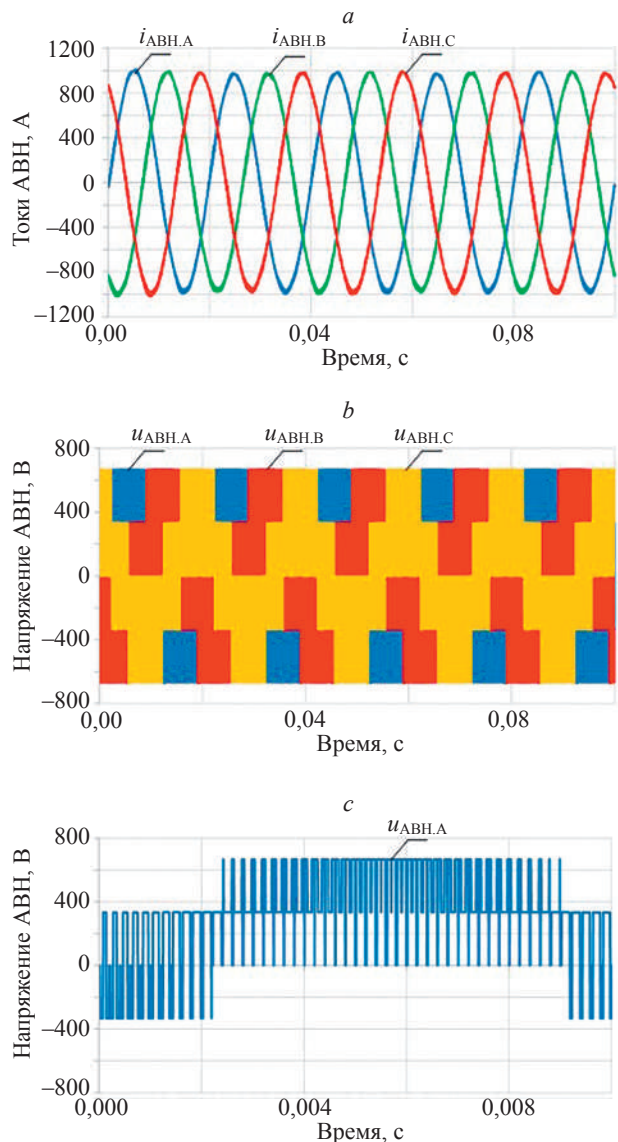 a
iАВН.А iАВН.В iАВН.С
Токи АВН, А
1200
800
400
0
–400
–800
–1200
0,00 0,04 0,08
Время, с
b
uАВН.А uАВН.В uАВН.С
Напряжение АВН, В
800
400
0
–400
–800
0,00 0,04 0,08
Время, с
c
uАВН.А
Напряжение АВН, В
800
400
0
–400
–800
0,000 0,004 0,008
Время, с